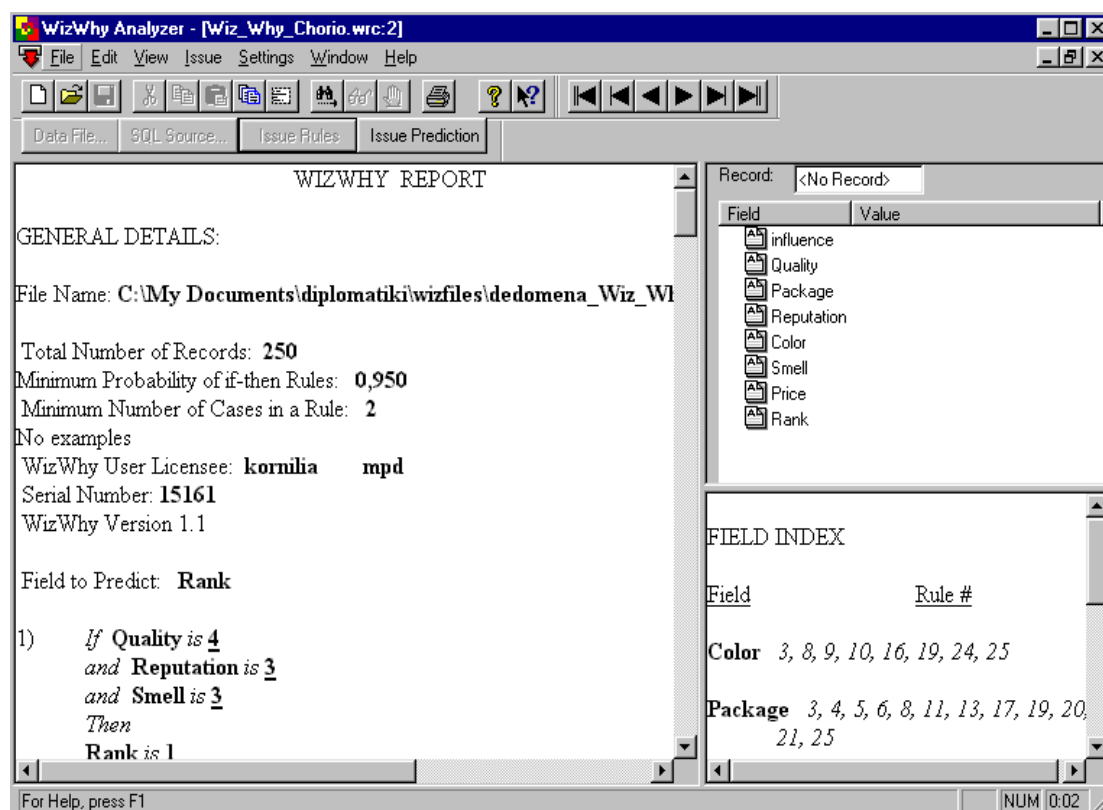 WizWhy Analyzer - [Wiz_Why_Chorio.wrc:2]
File Edit View Issue Settings Window Help
Data File... SQL Source... Issue Rules Issue Prediction
WIZWHY REPORT
GENERAL DETAILS:
File Name: C:\My Documents\diplomatiki\wizfiles\dedomena_Wiz_Wh
Total Number of Records: 250
Minimum Probability of if-then Rules: 0,950
Minimum Number of Cases in a Rule: 2
No examples
WizWhy User Licensee: kornilia mpd
Serial Number: 15161
WizWhy Version 1.1
Field to Predict: Rank
1) If Quality is 4
and Reputation is 3
and Smell is 3
Then
Rank is 1
Record: <No Record>
Field Value
influence
Quality
Package
Reputation
Color
Smell
Price
Rank
FIELD INDEX
Field Rule #
Color 3, 8, 9, 10, 16, 19, 24, 25
Package 3, 4, 5, 6, 8, 11, 13, 17, 19, 20,
21, 25
For Help, press F1
NUM 0:02